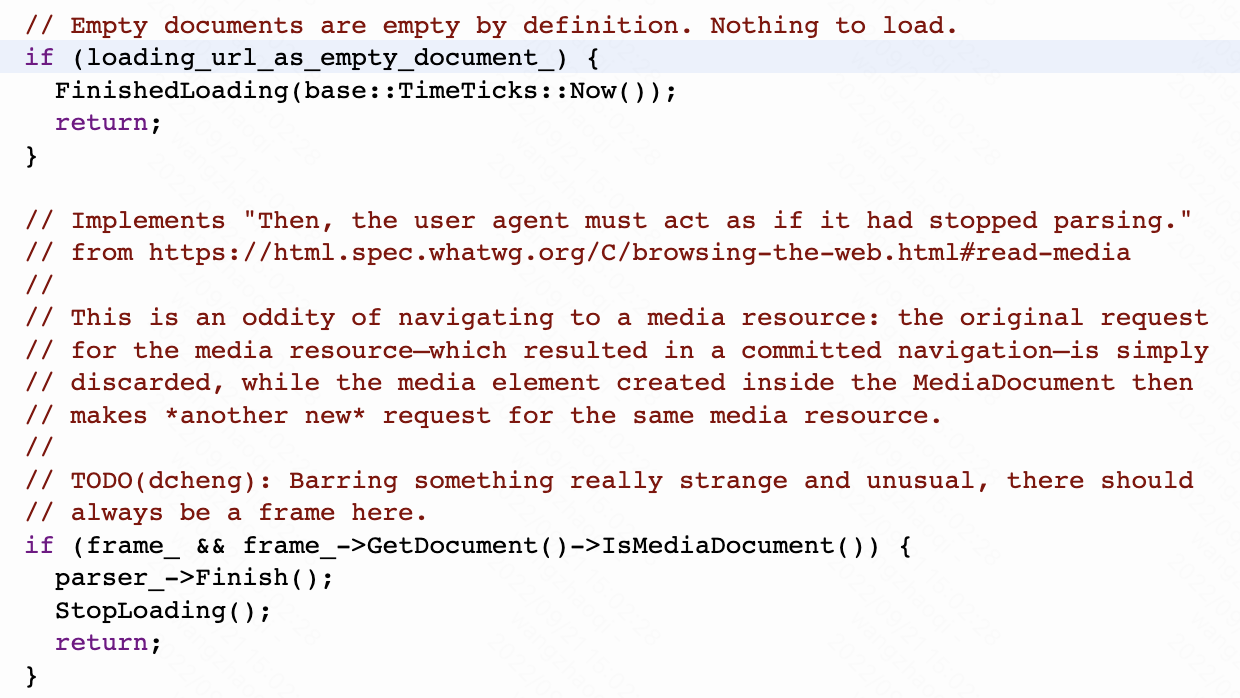 // Empty documents are empty by definition. Nothing to load.
if (loading_url_as_empty_document_) {
  FinishedLoading(base::TimeTicks::Now());
  return;
}

// Implements "Then, the user agent must act as if it had stopped parsing."
// from https://html.spec.whatwg.org/C/browsing-the-web.html#read-media
//
// This is an oddity of navigating to a media resource: the original request
// for the media resource—which resulted in a committed navigation—is simply
// discarded, while the media element created inside the MediaDocument then
// makes *another new* request for the same media resource.
//
// TODO(dcheng): Barring something really strange and unusual, there should
// always be a frame here.
if (frame_ && frame_->GetDocument()->IsMediaDocument()) {
  parser_->Finish();
  StopLoading();
  return;
}